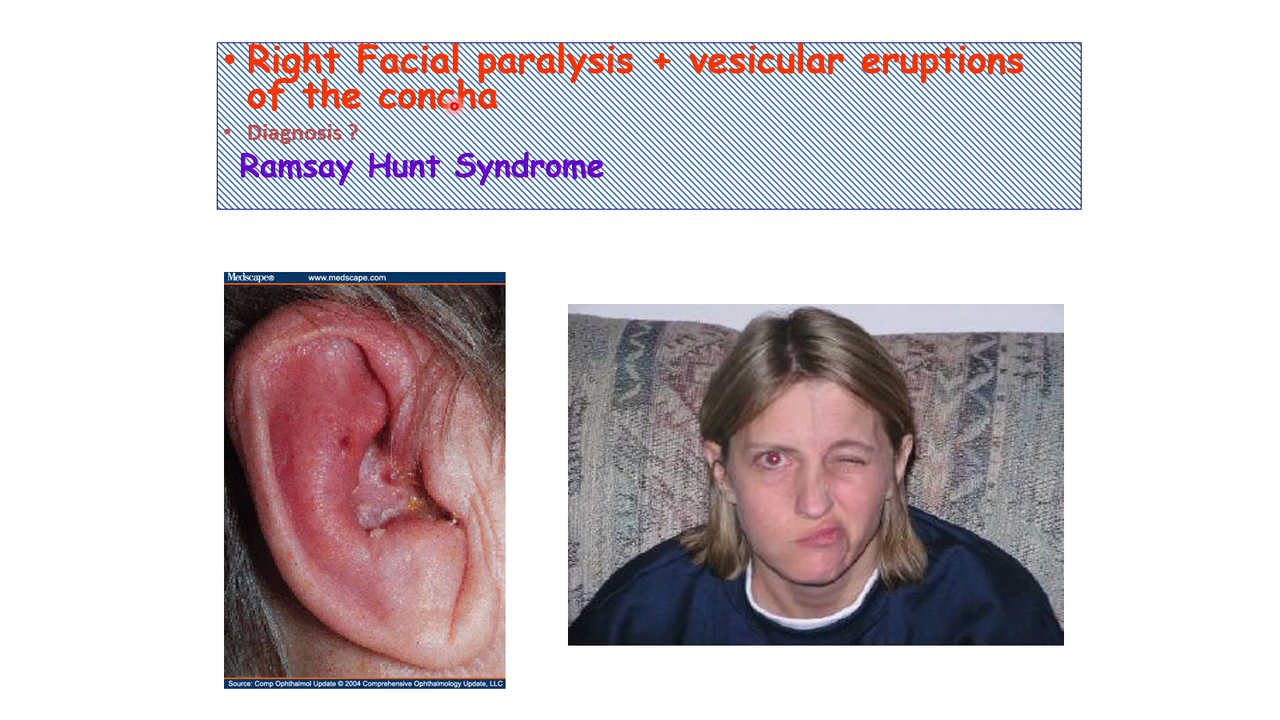 • Right Facial paralysis + vesicular eruptions
of the concha
• Diagnosis ?
Ramsay Hunt Syndrome
Medscape® www.medscape.com
Source: Comp Ophthalmol Update © 2004 Comprehensive Ophthalmology Update, LLC